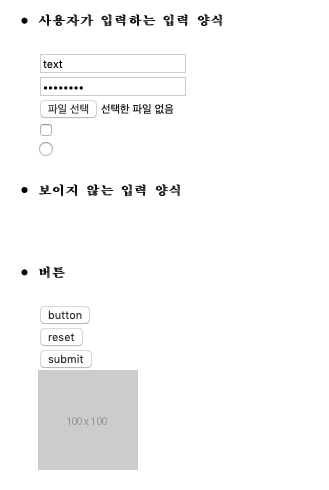 사용자가 입력하는 입력 양식
text
••••••••
파일 선택 선택한 파일 없음
보이지 않는 입력 양식
버튼
button
reset
submit
100 x 100